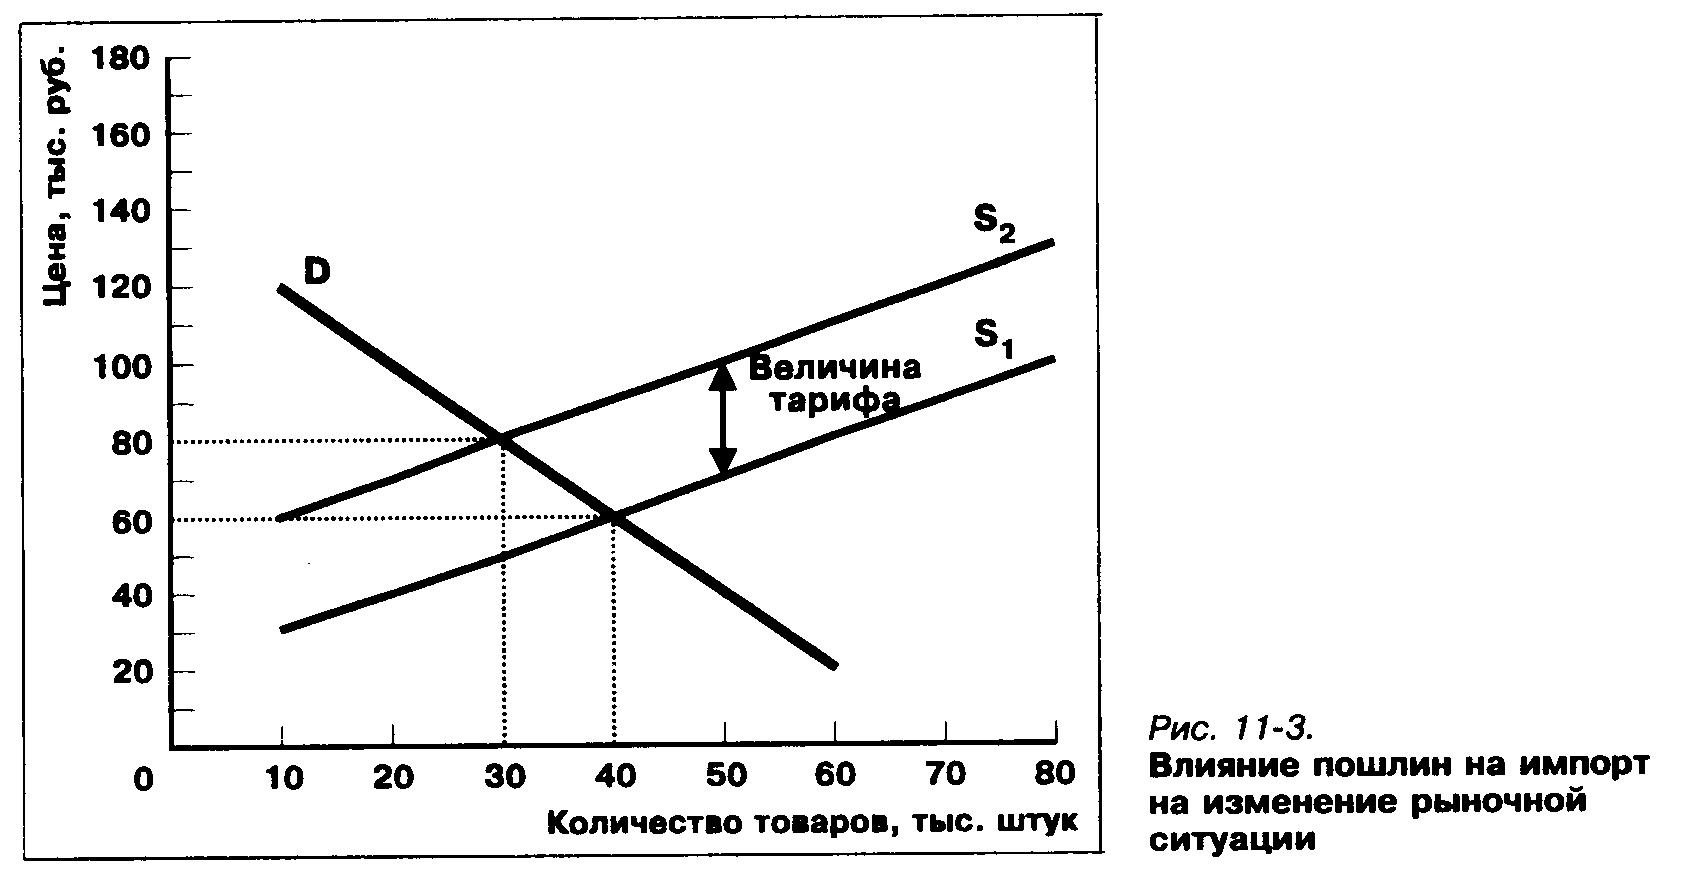 Цена, тыс. руб.
180
160
140
120
100
80
60
40
20
0
D
S2
S1
Величина
тарифа
10 20 30 40 50 60 70 80
Количество товаров, тыс. штук
Рис. 11-3.
Влияние пошлин на импорт
на изменение рыночной
ситуации